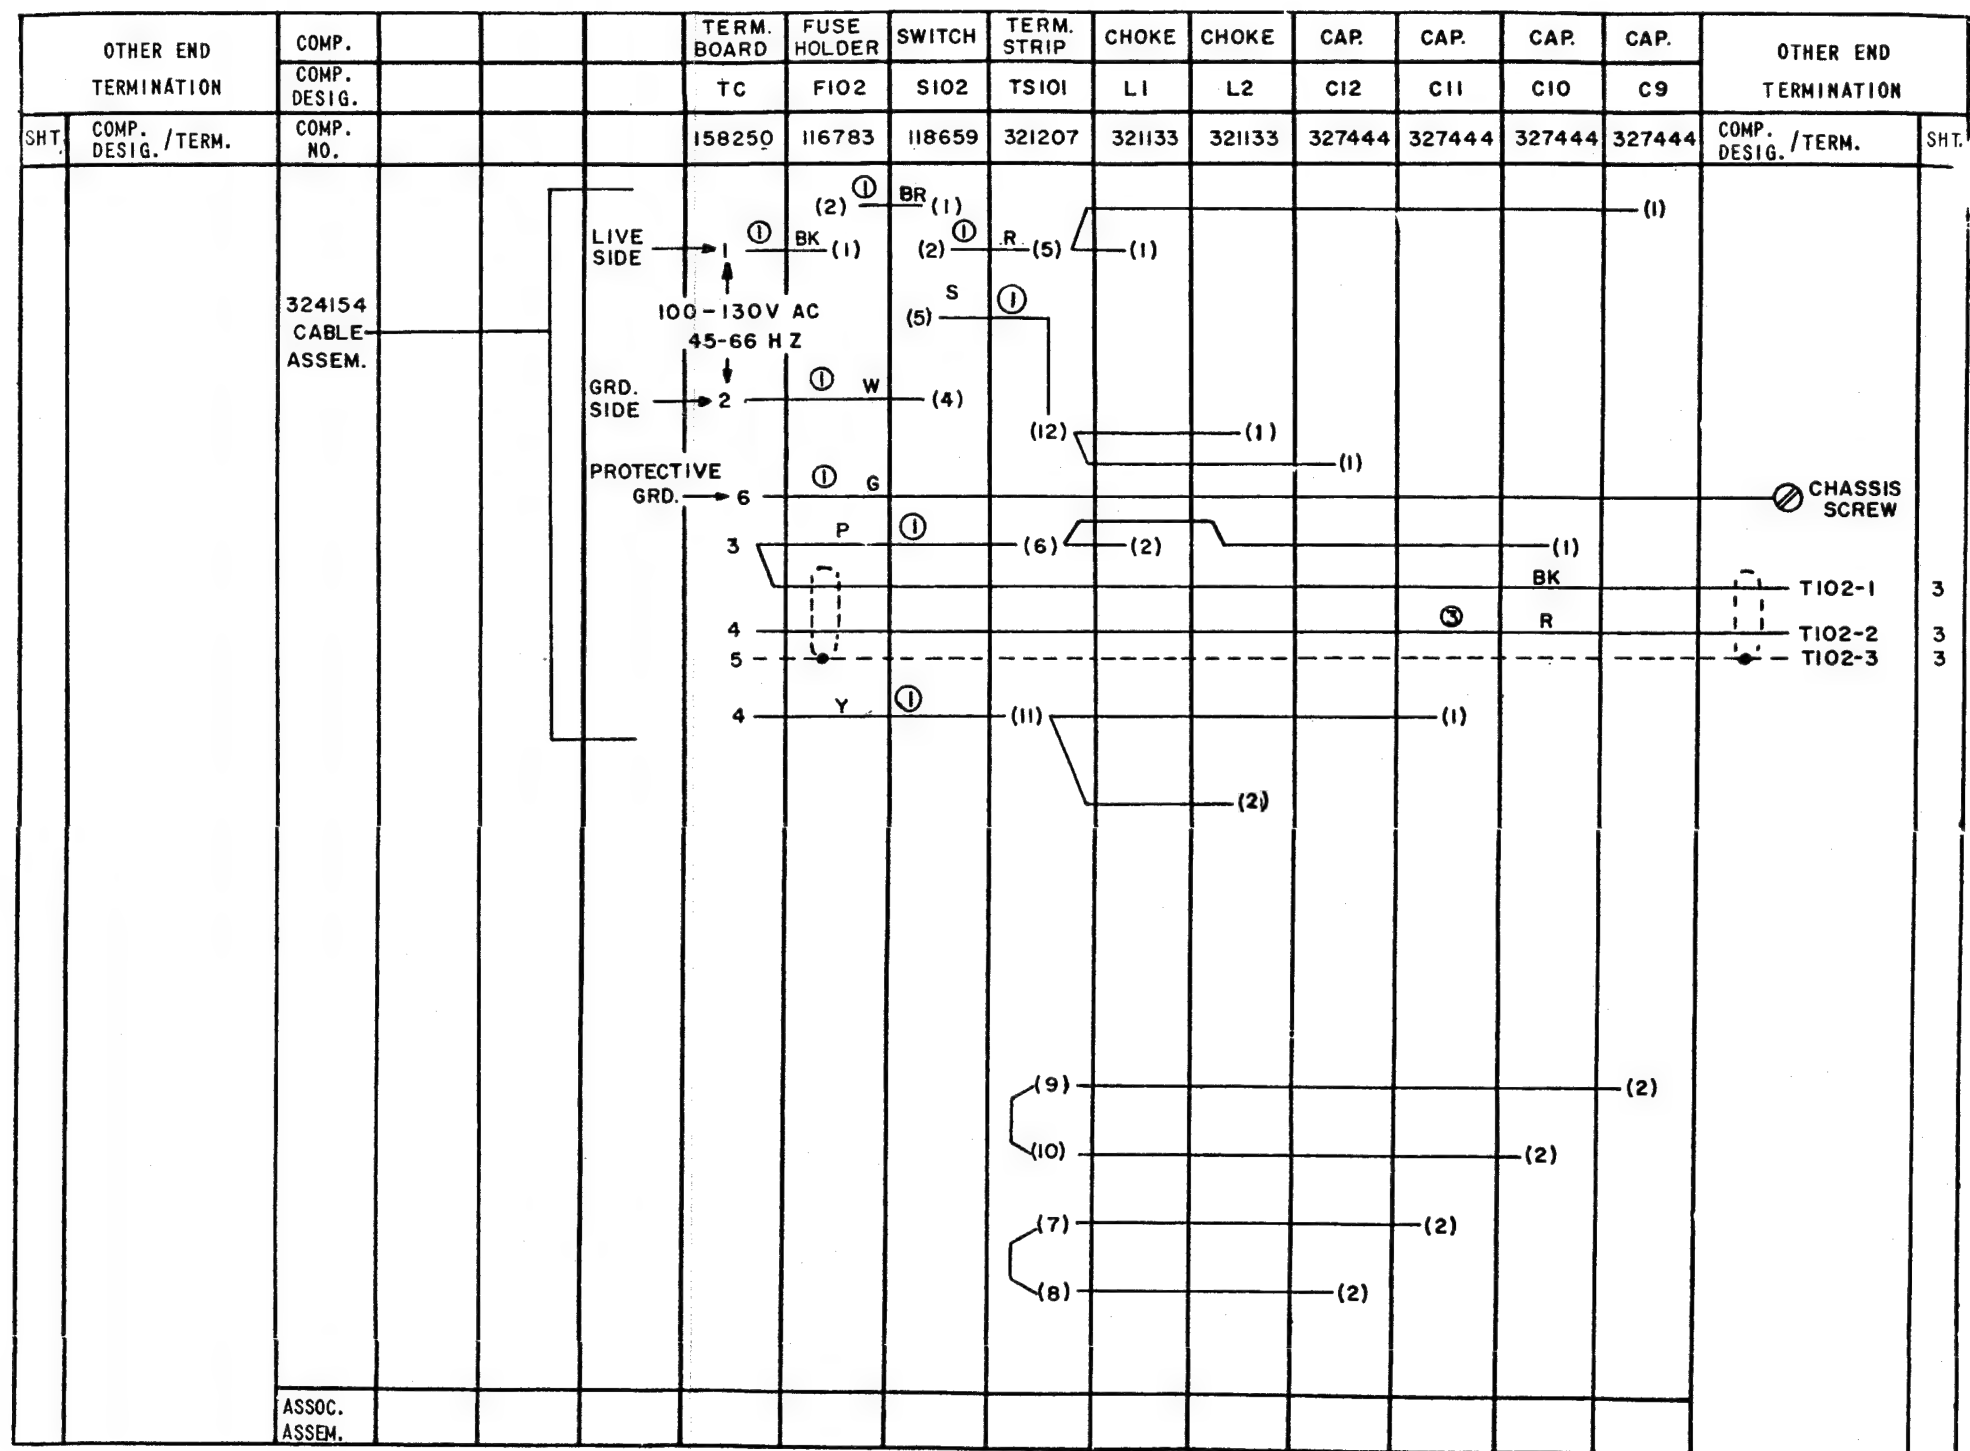 OTHER END
TERMINATION
COMP.
TERM.
BOARD
FUSE
HOLDER
SWITCH
TERM.
STRIP
CHOKE
CHOKE
CAP.
CAP.
CAP.
CAP.
OTHER END
TERMINATION
COMP.
DESIG.
TC
F102
S102
TS101
L1
L2
C12
C11
C10
C9
SHT.
COMP.
DESIG. /TERM.
COMP.
NO.
158250
116783
118659
321207
321133
321133
327444
327444
327444
327444
COMP.
DESIG. /TERM.
SHT.
(2) 1 BR (1)
(1)
LIVE
SIDE
1 1 BK (1) (2) 1 R (5) (1)
324154
CABLE
ASSEM.
100-130V AC
45-66 HZ
(5) S 1
GRD.
SIDE
2 1 W (4)
(12) (1)
(1)
PROTECTIVE
GRD. 6 1 G CHASSIS
SCREW
3 P 1 (6) (2) (1)
BK T102-1 3
4 3 R T102-2 3
5 T102-3 3
4 Y 1 (11) (1)
(2)
(9) (2)
(10) (2)
(7) (2)
(8) (2)
ASSOC.
ASSEM.